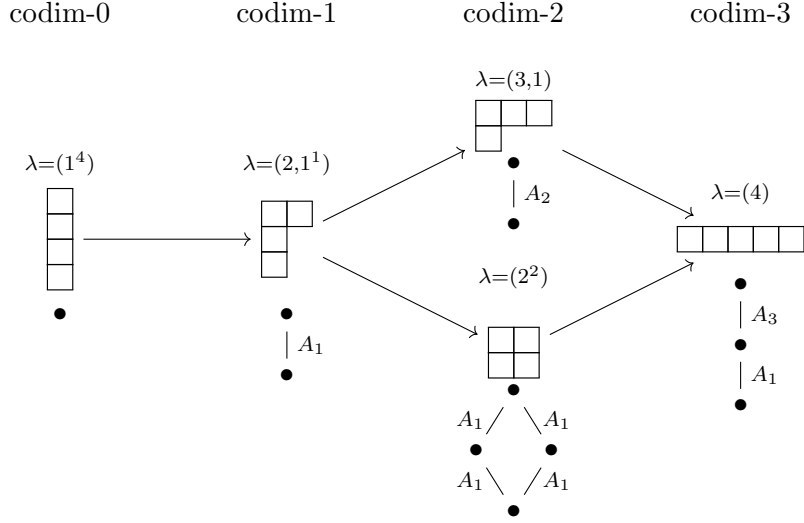 codim-0 codim-1 codim-2 codim-3
λ=(3,1)
λ=(1⁴) λ=(2,1¹)
A₂ λ=(4)
λ=(2²)
A₃
A₁
A₁
A₁ A₁
A₁ A₁